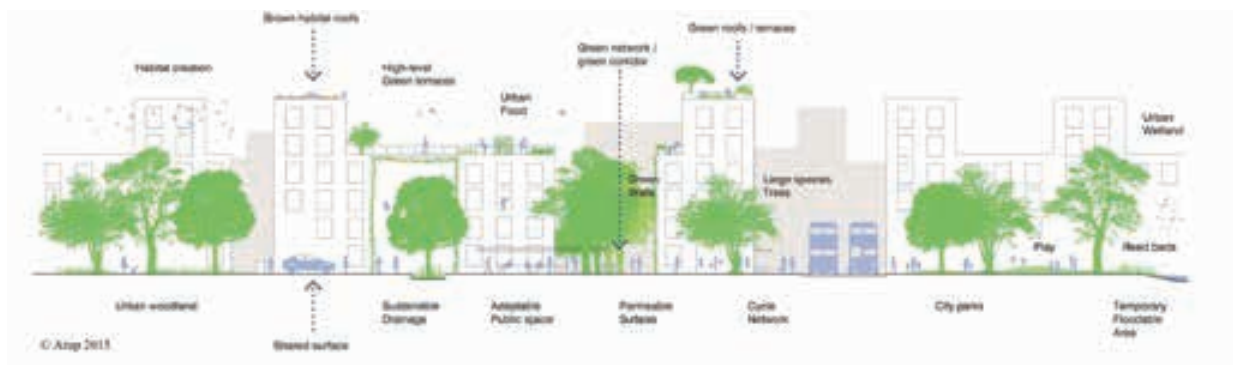 Brown habitat roofs
Green roofs / terraces
Green network /
green corridor
Habitat creation
High-level
Green terraces
Urban
Food
Urban
Wetland
Green
Walls
Large species
Trees
Play
Reed beds
Urban woodland
Sustainable
Drainage
Adaptable
Public space
Permeable
Surfaces
Cycle
Network
City parks
Temporary
Floodable
Area
Shared surface
© Arup 2015